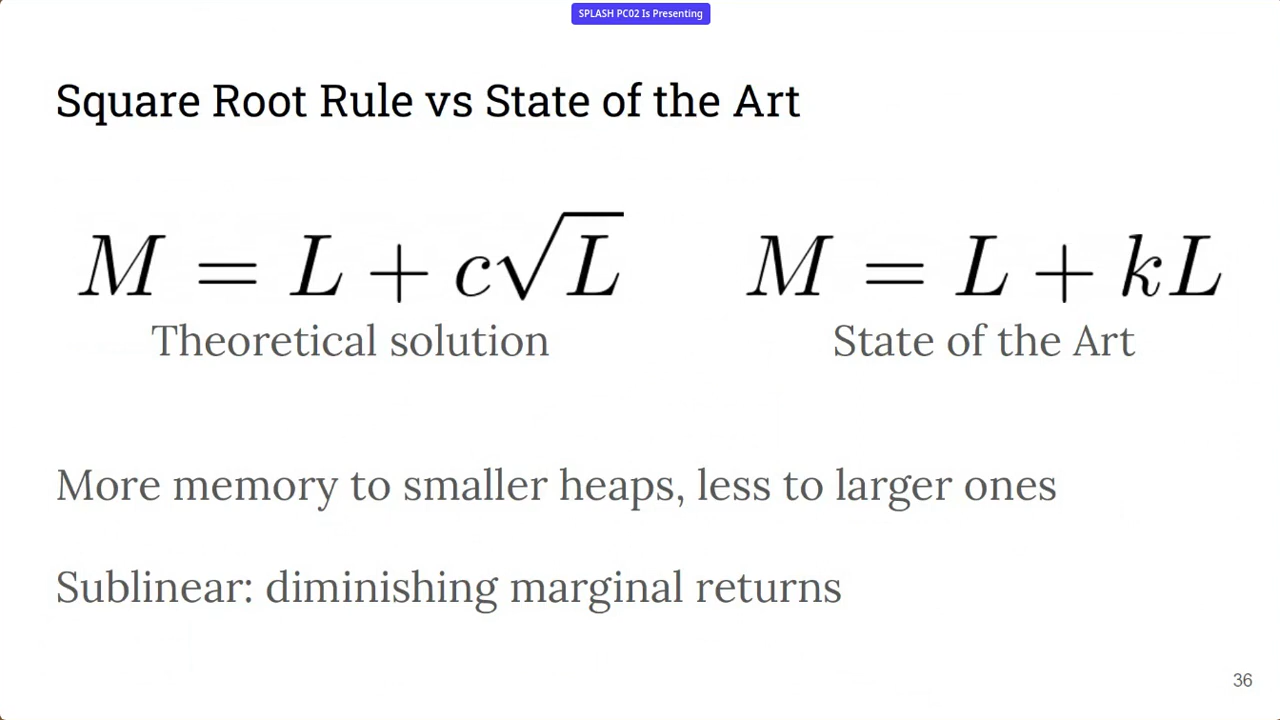 SPLASH PC02 Is Presenting
Square Root Rule vs State of the Art
M = L + c√L
M = L + kL
Theoretical solution
State of the Art
More memory to smaller heaps, less to larger ones
Sublinear: diminishing marginal returns
36